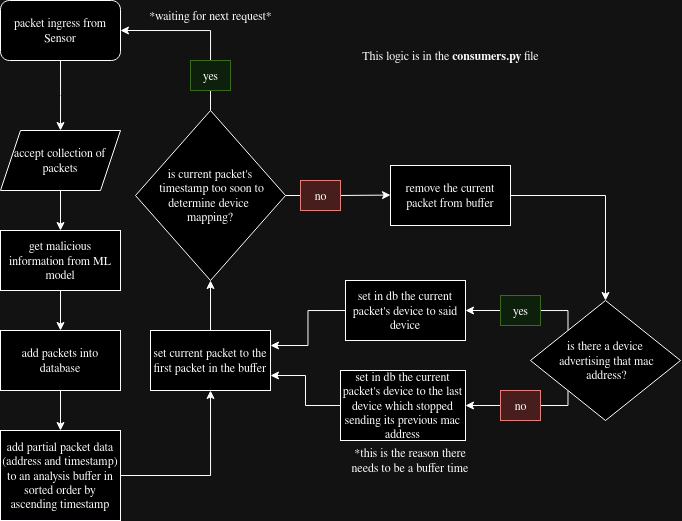 packet ingress from
Sensor
*waiting for next request*
This logic is in the consumers.py file
yes
accept collection of
packets
is current packet's
timestamp too soon to
determine device
mapping?
no
remove the current
packet from buffer
get malicious
information from ML
model
set in db the current
packet's device to said
device
yes
is there a device
advertising that mac
address?
add packets into
database
set current packet to the
first packet in the buffer
set in db the current
packet's device to the last
device which stopped
sending its previous mac
address
no
*this is the reason there
needs to be a buffer time
add partial packet data
(address and timestamp)
to an analysis buffer in
sorted order by
ascending timestamp